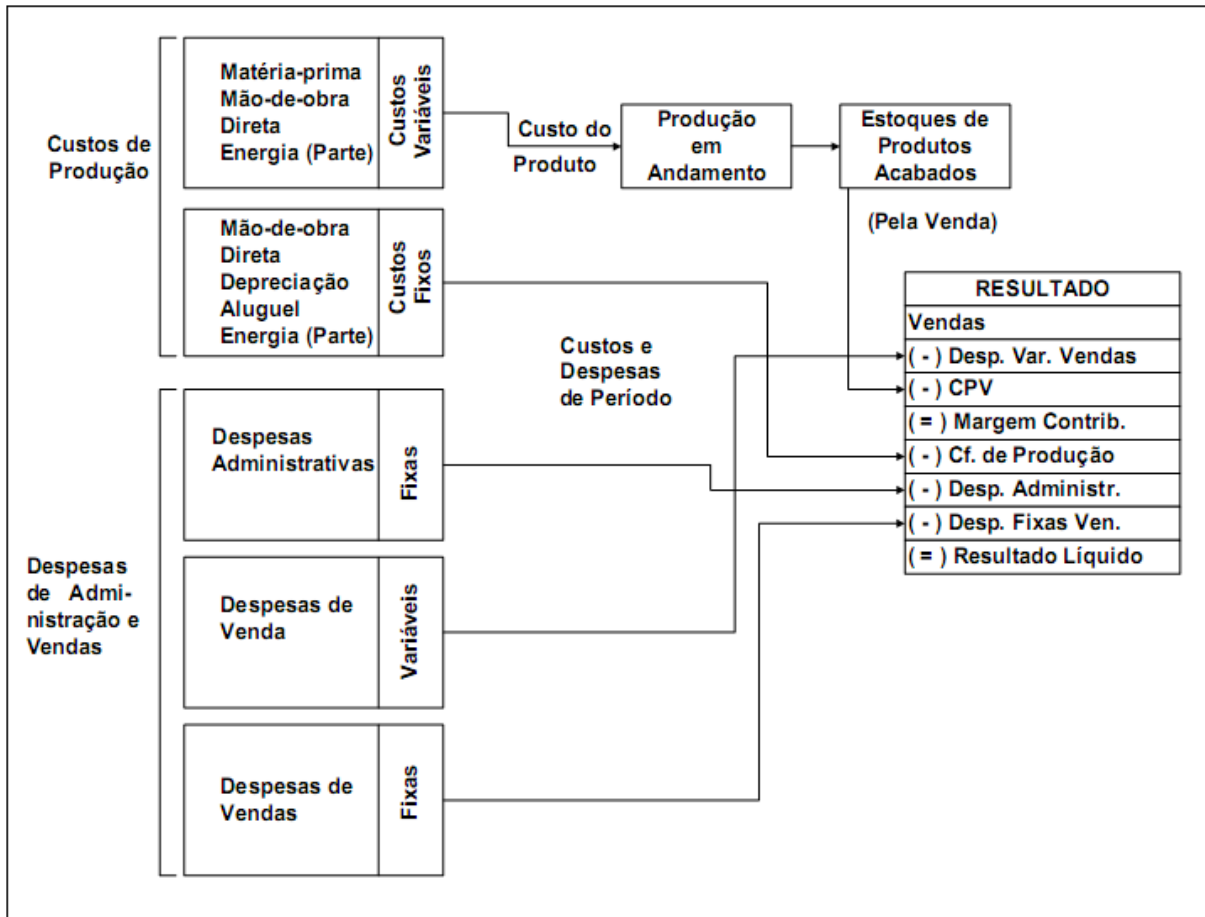 Custos de
Produção
Matéria-prima
Mão-de-obra
Direta
Energia (Parte)
Custos
Variáveis
Custo do
Produto
Produção
em
Andamento
Estoques de
Produtos
Acabados
(Pela Venda)
Mão-de-obra
Direta
Depreciação
Aluguel
Energia (Parte)
Custos
Fixos
Custos e
Despesas
de Período
RESULTADO
Vendas
( - ) Desp. Var. Vendas
( - ) CPV
( = ) Margem Contrib.
( - ) Cf. de Produção
( - ) Desp. Administr.
( - ) Desp. Fixas Ven.
( = ) Resultado Líquido
Despesas
de Admi-
nistração e
Vendas
Despesas
Administrativas
Fixas
Despesas de
Venda
Variáveis
Despesas de
Vendas
Fixas